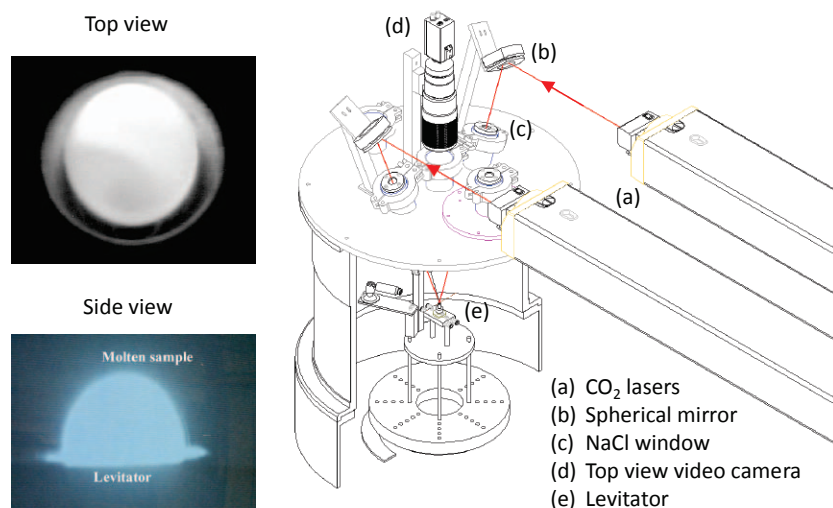 Top view
Side view
Molten sample
Levitator
(d)
(b)
(c)
(a)
(e)
(a) CO₂ lasers
(b) Spherical mirror
(c) NaCl window
(d) Top view video camera
(e) Levitator